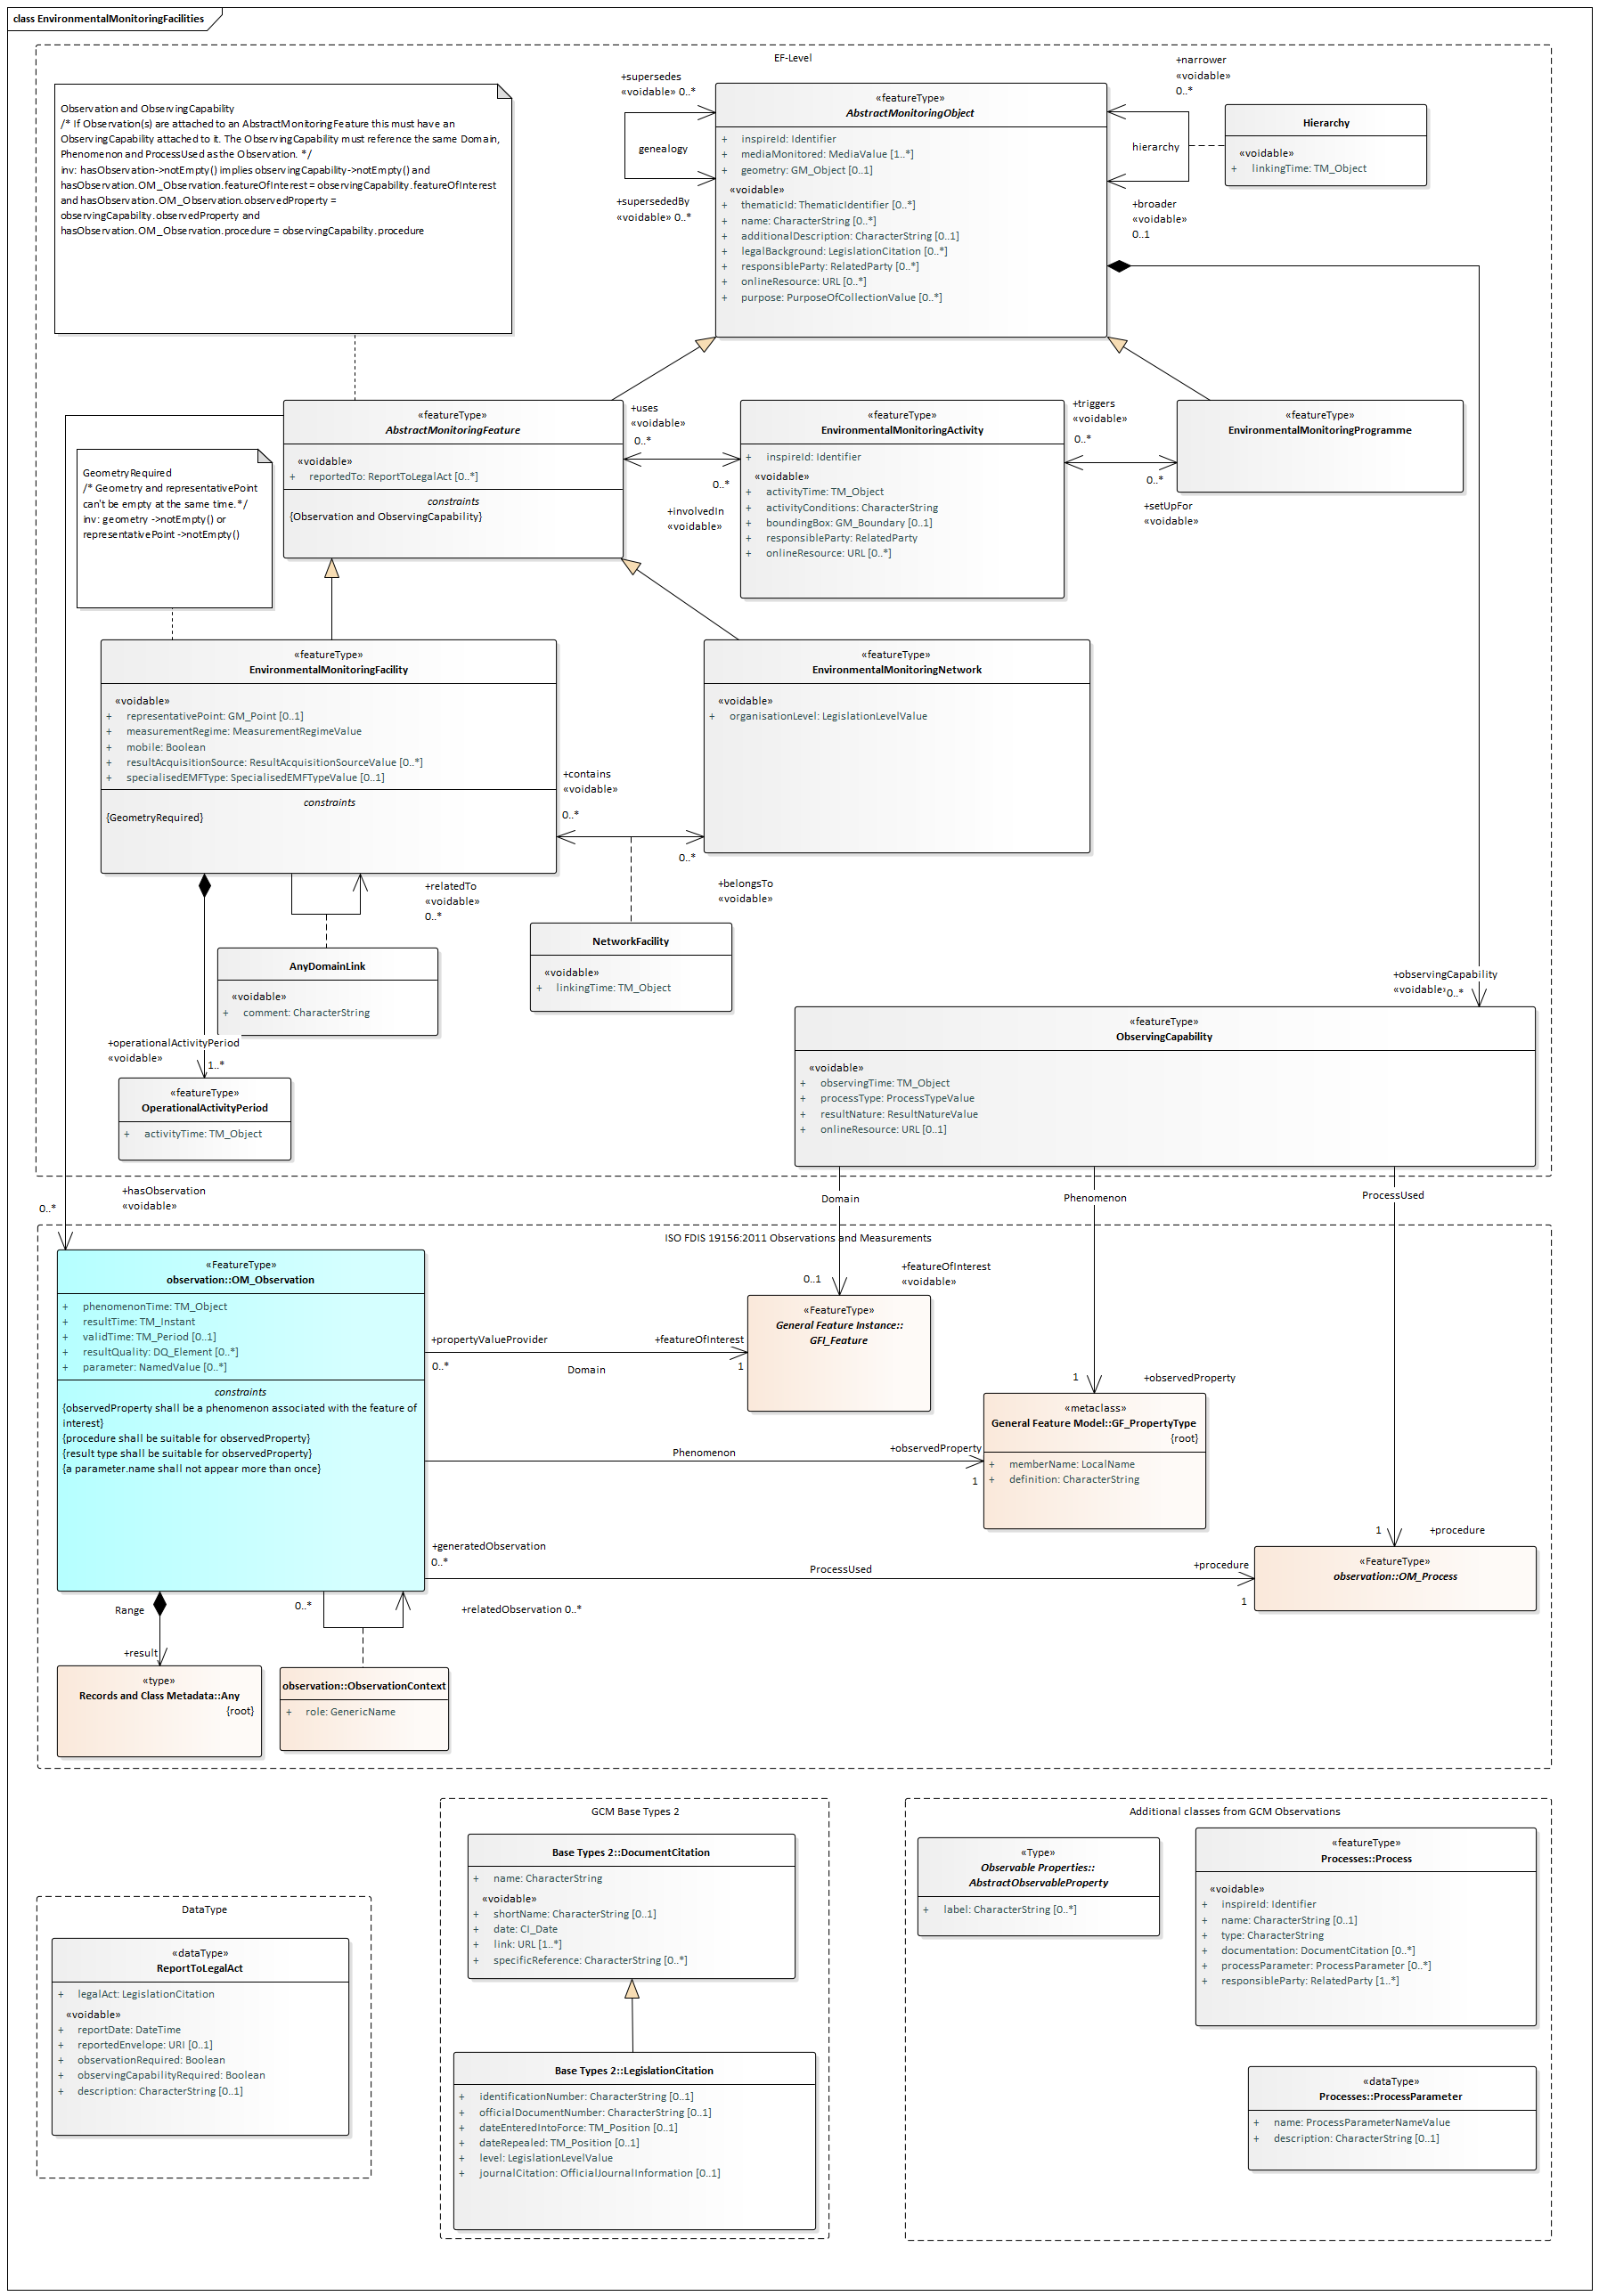 class EnvironmentalMonitoringFacilities
EF-Level
Observation and ObservingCapability
/* If Observation(s) are attached to an AbstractMonitoringFeature this must have an
ObservingCapability attached to it. The ObservingCapability must reference the same Domain,
Phenomenon and ProcessUsed as the Observation. */
inv: hasObservation->notEmpty() implies observingCapability->notEmpty() and
hasObservation.OM_Observation.featureOfInterest = observingCapability.featureOfInterest
and hasObservation.OM_Observation.observedProperty =
observingCapability.observedProperty and
hasObservation.OM_Observation.procedure = observingCapability.procedure
+supersedes
«voidable» 0..*
genealogy
+supersededBy
«voidable» 0..*
«featureType»
AbstractMonitoringObject
+ inspireId: Identifier
+ mediaMonitored: MediaValue [1..*]
+ geometry: GM_Object [0..1]
«voidable»
+ thematicId: ThematicIdentifier [0..*]
+ name: CharacterString [0..*]
+ additionalDescription: CharacterString [0..1]
+ legalBackground: LegislationCitation [0..*]
+ responsibleParty: RelatedParty [0..*]
+ onlineResource: URL [0..*]
+ purpose: PurposeOfCollectionValue [0..*]
+narrower
«voidable»
0..*
hierarchy
+broader
«voidable»
0..1
Hierarchy
«voidable»
+ linkingTime: TM_Object
«featureType»
AbstractMonitoringFeature
«voidable»
+ reportedTo: ReportToLegalAct [0..*]
constraints
{Observation and ObservingCapability}
+uses
«voidable»
0..*
0..*
+involvedIn
«voidable»
«featureType»
EnvironmentalMonitoringActivity
+ inspireId: Identifier
«voidable»
+ activityTime: TM_Object
+ activityConditions: CharacterString
+ boundingBox: GM_Boundary [0..1]
+ responsibleParty: RelatedParty
+ onlineResource: URL [0..*]
+triggers
«voidable»
0..*
0..*
+setUpFor
«voidable»
«featureType»
EnvironmentalMonitoringProgramme
GeometryRequired
/* Geometry and representativePoint
can't be empty at the same time.*/
inv: geometry ->notEmpty() or
representativePoint ->notEmpty()
«featureType»
EnvironmentalMonitoringFacility
«voidable»
+ representativePoint: GM_Point [0..1]
+ measurementRegime: MeasurementRegimeValue
+ mobile: Boolean
+ resultAcquisitionSource: ResultAcquisitionSourceValue [0..*]
+ specialisedEMFType: SpecialisedEMFTypeValue [0..1]
constraints
{GeometryRequired}
«featureType»
EnvironmentalMonitoringNetwork
«voidable»
+ organisationLevel: LegislationLevelValue
+contains
«voidable»
0..*
0..*
+belongsTo
«voidable»
+relatedTo
«voidable»
0..*
NetworkFacility
«voidable»
+ linkingTime: TM_Object
AnyDomainLink
«voidable»
+ comment: CharacterString
+operationalActivityPeriod
«voidable»
1..*
«featureType»
OperationalActivityPeriod
+ activityTime: TM_Object
+observingCapability
«voidable» 0..*
«featureType»
ObservingCapability
«voidable»
+ observingTime: TM_Object
+ processType: ProcessTypeValue
+ resultNature: ResultNatureValue
+ onlineResource: URL [0..1]
+hasObservation
«voidable»
0..*
Domain
Phenomenon
ProcessUsed
ISO FDIS 19156:2011 Observations and Measurements
«FeatureType»
observation::OM_Observation
+ phenomenonTime: TM_Object
+ resultTime: TM_Instant
+ validTime: TM_Period [0..1]
+ resultQuality: DQ_Element [0..*]
+ parameter: NamedValue [0..*]
constraints
{observedProperty shall be a phenomenon associated with the feature of
interest}
{procedure shall be suitable for observedProperty}
{result type shall be suitable for observedProperty}
{a parameter.name shall not appear more than once}
0..1
+featureOfInterest
«voidable»
+propertyValueProvider
0..*
Domain
+featureOfInterest
1
«FeatureType»
General Feature Instance::
GFI_Feature
1
+observedProperty
Phenomenon
+observedProperty
1
«metaclass»
General Feature Model::GF_PropertyType
{root}
+ memberName: LocalName
+ definition: CharacterString
1
+procedure
+generatedObservation
0..*
ProcessUsed
+procedure
1
«FeatureType»
observation::OM_Process
Range
+result
0..*
+relatedObservation 0..*
«type»
Records and Class Metadata::Any
{root}
observation::ObservationContext
+ role: GenericName
GCM Base Types 2
Base Types 2::DocumentCitation
+ name: CharacterString
«voidable»
+ shortName: CharacterString [0..1]
+ date: CI_Date
+ link: URL [1..*]
+ specificReference: CharacterString [0..*]
Base Types 2::LegislationCitation
+ identificationNumber: CharacterString [0..1]
+ officialDocumentNumber: CharacterString [0..1]
+ dateEnteredIntoForce: TM_Position [0..1]
+ dateRepealed: TM_Position [0..1]
+ level: LegislationLevelValue
+ journalCitation: OfficialJournalInformation [0..1]
Additional classes from GCM Observations
«Type»
Observable Properties::
AbstractObservableProperty
+ label: CharacterString [0..*]
«featureType»
Processes::Process
«voidable»
+ inspireId: Identifier
+ name: CharacterString [0..1]
+ type: CharacterString
+ documentation: DocumentCitation [0..*]
+ processParameter: ProcessParameter [0..*]
+ responsibleParty: RelatedParty [1..*]
«dataType»
Processes::ProcessParameter
+ name: ProcessParameterNameValue
+ description: CharacterString [0..1]
DataType
«dataType»
ReportToLegalAct
+ legalAct: LegislationCitation
«voidable»
+ reportDate: DateTime
+ reportedEnvelope: URI [0..1]
+ observationRequired: Boolean
+ observingCapabilityRequired: Boolean
+ description: CharacterString [0..1]